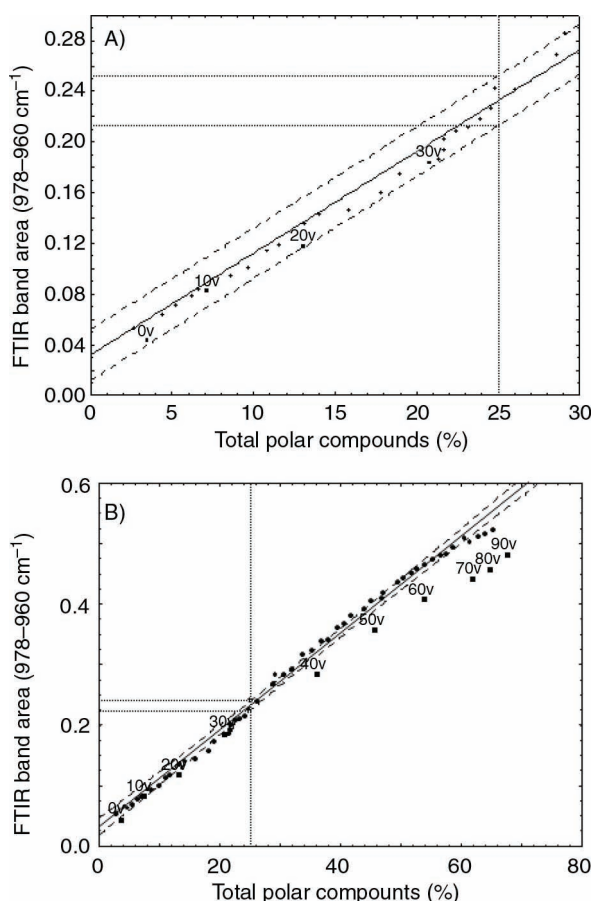 A)
FTIR band area (978–960 cm⁻¹)
0.28
0.24
0.20
0.16
0.12
0.08
0.04
0.00
0v
10v
20v
30v
0 5 10 15 20 25 30
Total polar compounds (%)
B)
FTIR band area (978–960 cm⁻¹)
0.6
0.4
0.2
0.0
0v
10v
20v
30v
40v
50v
60v
70v
80v
90v
0 20 40 60 80
Total polar compounts (%)